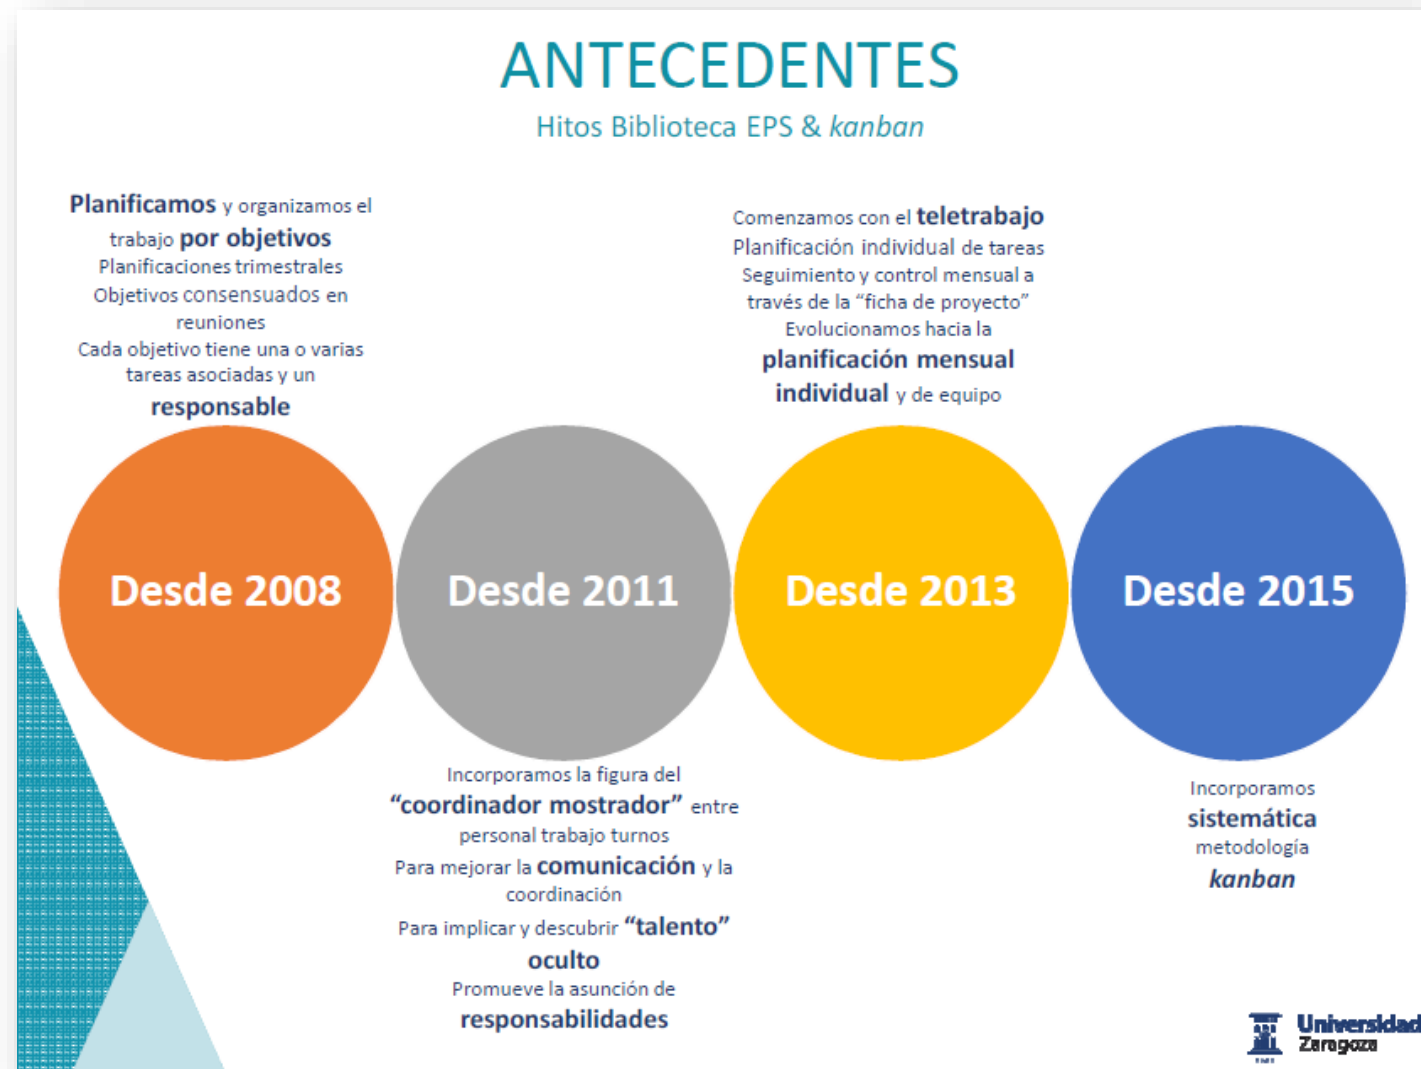 ANTECEDENTES
Hitos Biblioteca EPS & kanban
Planificamos y organizamos el
trabajo por objetivos
Planificaciones trimestrales
Objetivos consensuados en
reuniones
Cada objetivo tiene una o varias
tareas asociadas y un
responsable
Comenzamos con el teletrabajo
Planificación individual de tareas
Seguimiento y control mensual a
través de la “ficha de proyecto”
Evolucionamos hacia la
planificación mensual
individual y de equipo
Desde 2008
Desde 2011
Desde 2013
Desde 2015
Incorporamos la figura del
“coordinador mostrador” entre
personal trabajo turnos
Para mejorar la comunicación y la
coordinación
Para implicar y descubrir “talento”
oculto
Promueve la asunción de
responsabilidades
Incorporamos
sistemática
metodología
kanban
Universidad
Zaragoza